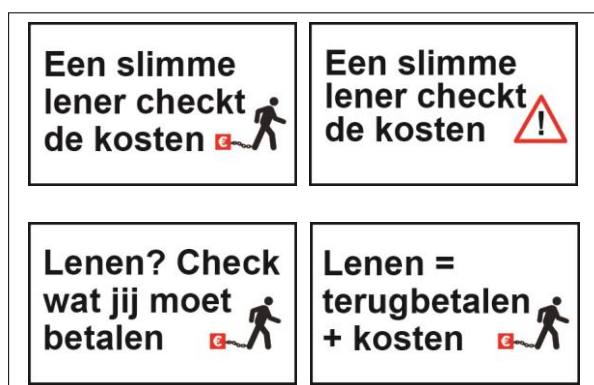 Een slimme
lener checkt
de kosten €
Een slimme
lener checkt
de kosten !
Lenen? Check
wat jij moet
betalen €
Lenen =
terugbetalen
+ kosten €